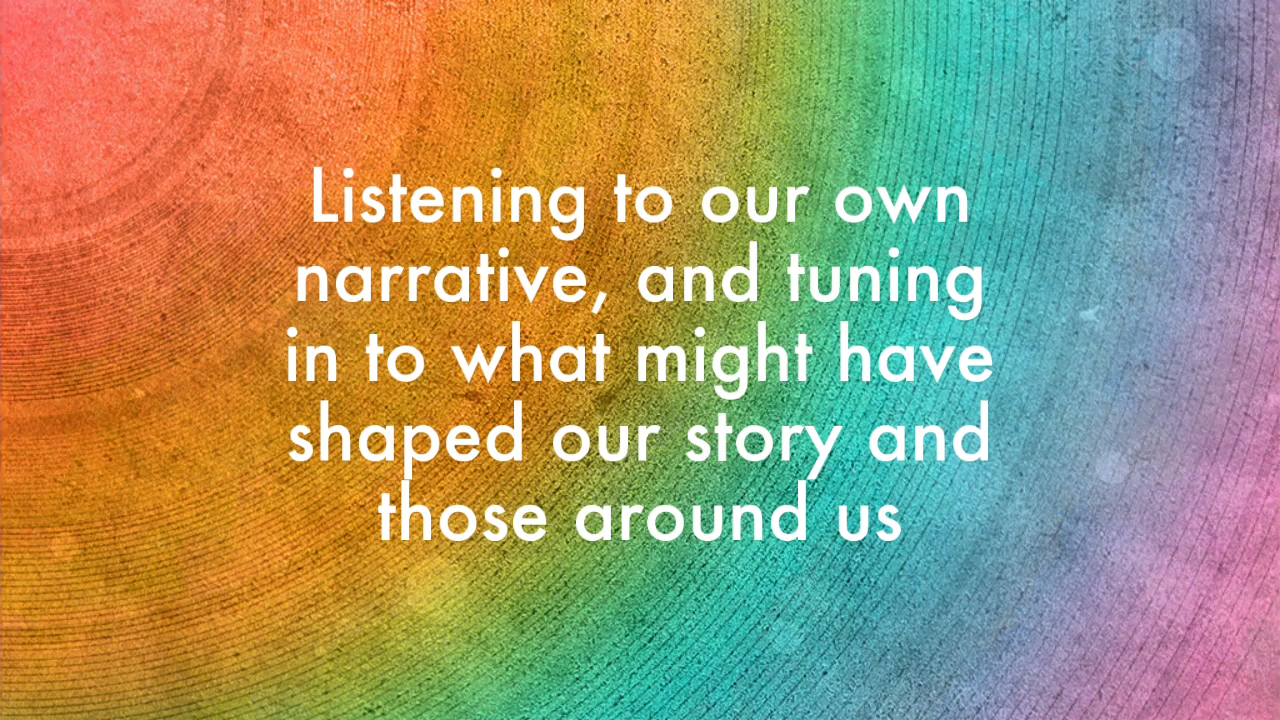 Listening to our own
narrative, and tuning
in to what might have
shaped our story and
those around us